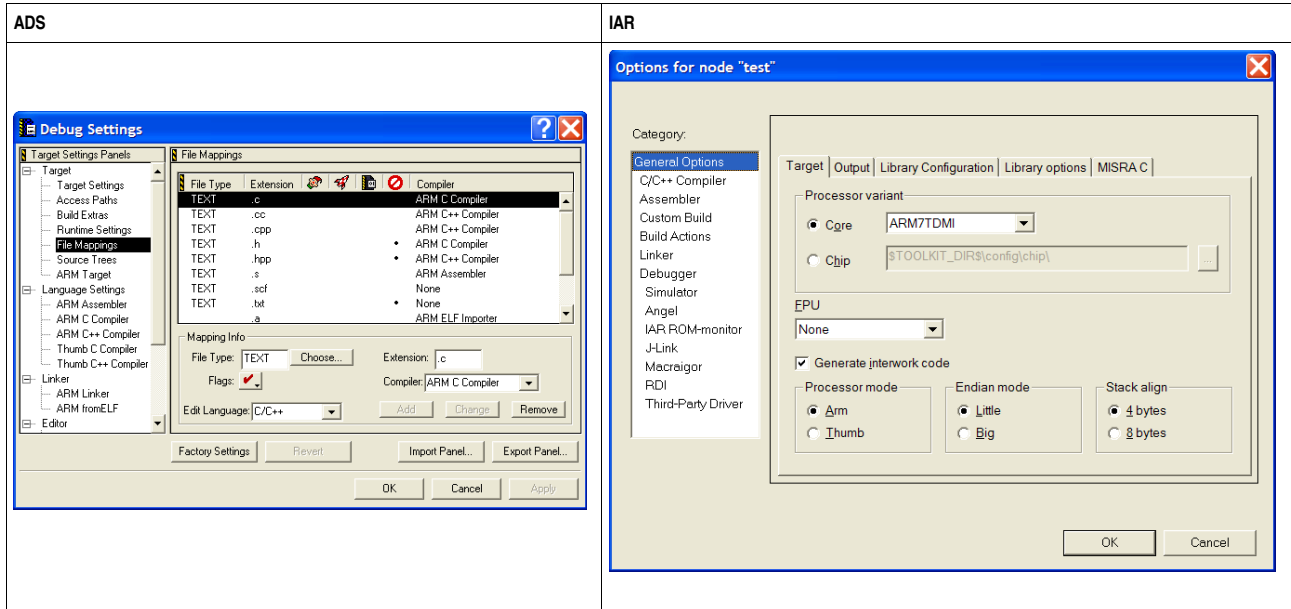 ADS
IAR
Debug Settings
Target Settings Panels
Target
Target Settings
Access Paths
Build Extras
Runtime Settings
File Mappings
Source Trees
ARM Target
Language Settings
ARM Assembler
ARM C Compiler
ARM C++ Compiler
Thumb C Compiler
Thumb C++ Compiler
Linker
ARM Linker
ARM fromELF
Editor
File Mappings
File Type Extension Compiler
TEXT .c ARM C Compiler
TEXT .cc ARM C++ Compiler
TEXT .cpp ARM C++ Compiler
TEXT .h • ARM C Compiler
TEXT .hpp • ARM C++ Compiler
TEXT .s ARM Assembler
TEXT .scf None
TEXT .txt • None
.a ARM ELF Importer
Mapping Info
File Type: TEXT Choose... Extension: .c
Flags: Compiler: ARM C Compiler
Edit Language: C/C++ Add Change Remove
Factory Settings Revert Import Panel... Export Panel...
OK Cancel Apply
Options for node "test"
Category:
General Options
C/C++ Compiler
Assembler
Custom Build
Build Actions
Linker
Debugger
Simulator
Angel
IAR ROM-monitor
J-Link
Macraigor
RDI
Third-Party Driver
Target Output Library Configuration Library options MISRA C
Processor variant
Core ARM7TDMI
Chip $TOOLKIT_DIR$\config\chip\ ...
FPU
None
Generate interwork code
Processor mode Endian mode Stack align
Arm Little 4 bytes
Thumb Big 8 bytes
OK Cancel